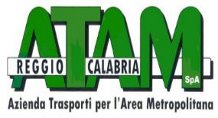 ATAM
REGGIO CALABRIA
SpA
Azienda Trasporti per l'Area Metropolitana